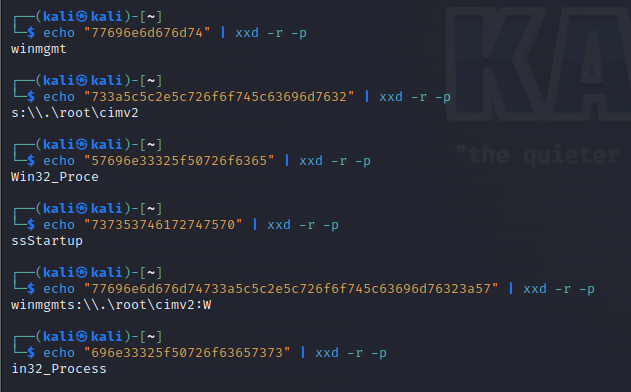 ┌──(kali㉿kali)-[~]
└─$ echo "77696e6d676d74" | xxd -r -p
winmgmt
┌──(kali㉿kali)-[~]
└─$ echo "733a5c5c2e5c726f6f745c63696d7632" | xxd -r -p
s:\\.\root\cimv2
┌──(kali㉿kali)-[~]
└─$ echo "57696e33325f50726f6365" | xxd -r -p
Win32_Proce
┌──(kali㉿kali)-[~]
└─$ echo "737353746172747570" | xxd -r -p
ssStartup
┌──(kali㉿kali)-[~]
└─$ echo "77696e6d676d74733a5c5c2e5c726f6f745c63696d76323a57" | xxd -r -p
winmgmts:\\.\root\cimv2:W
┌──(kali㉿kali)-[~]
└─$ echo "696e33325f50726f63657373" | xxd -r -p
in32_Process
KA
"the quieter